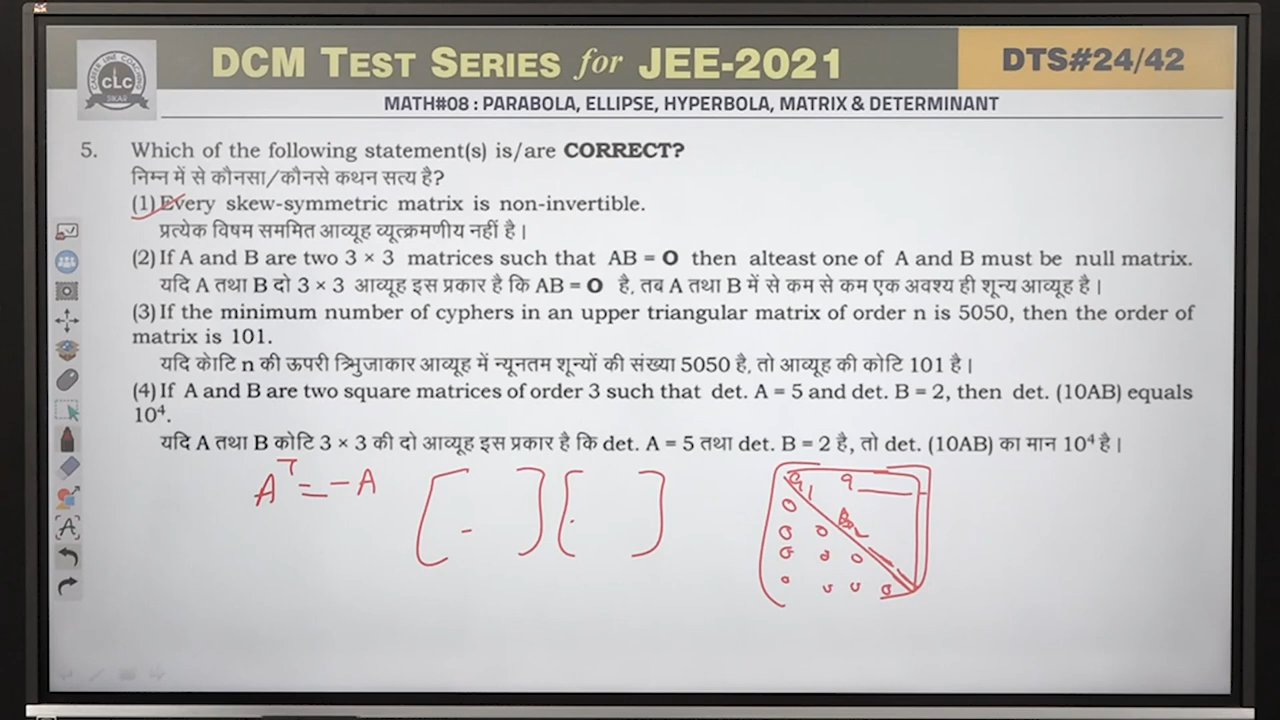 CAREER LINE COACHING
CLC
SIKAR
DCM TEST SERIES for JEE-2021
DTS#24/42
MATH#08 : PARABOLA, ELLIPSE, HYPERBOLA, MATRIX & DETERMINANT
5. Which of the following statement(s) is/are CORRECT?
निम्न में से कौनसा/कौनसे कथन सत्य है?
(1) Every skew-symmetric matrix is non-invertible.
प्रत्येक विषम सममित आव्यूह व्यूत्क्रमणीय नहीं है।
(2) If A and B are two 3 × 3 matrices such that AB = O then alteast one of A and B must be null matrix.
यदि A तथा B दो 3 × 3 आव्यूह इस प्रकार है कि AB = O है, तब A तथा B में से कम से कम एक अवश्य ही शून्य आव्यूह है।
(3) If the minimum number of cyphers in an upper triangular matrix of order n is 5050, then the order of
matrix is 101.
यदि कोटि n की ऊपरी त्रिभुजाकार आव्यूह में न्यूनतम शून्यों की संख्या 5050 है, तो आव्यूह की कोटि 101 है।
(4) If A and B are two square matrices of order 3 such that det. A = 5 and det. B = 2, then det. (10AB) equals
10⁴.
यदि A तथा B कोटि 3 × 3 की दो आव्यूह इस प्रकार है कि det. A = 5 तथा det. B = 2 है, तो det. (10AB) का मान 10⁴ है।
Aᵀ = -A